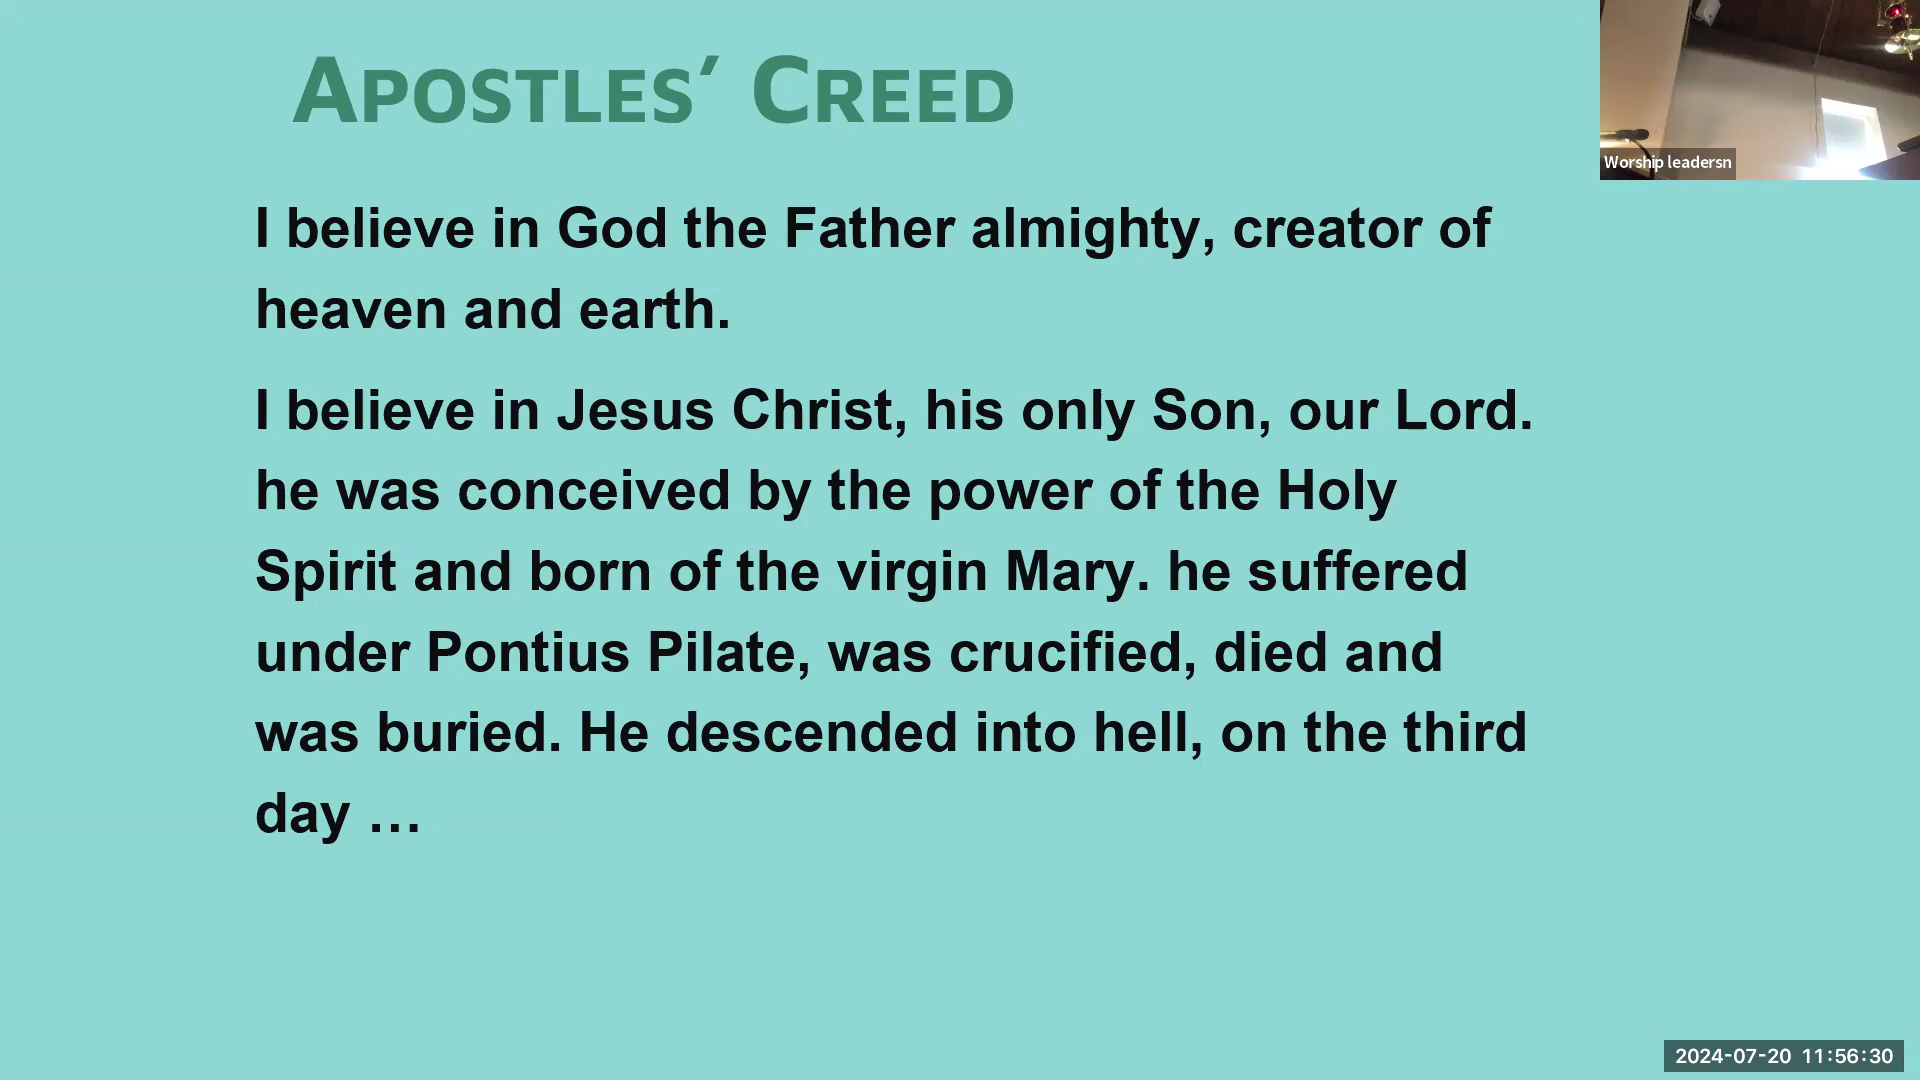 APOSTLES’ CREED
I believe in God the Father almighty, creator of
heaven and earth.
I believe in Jesus Christ, his only Son, our Lord.
he was conceived by the power of the Holy
Spirit and born of the virgin Mary. he suffered
under Pontius Pilate, was crucified, died and
was buried. He descended into hell, on the third
day …
Worship leadersn
2024-07-20 11:56:30